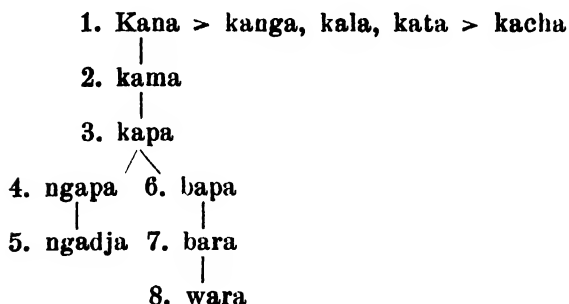 1. Kana > kanga, kala, kata > kacha
2. kama
3. kapa
4. ngapa 6. bapa
5. ngadja 7. bara
8. wara